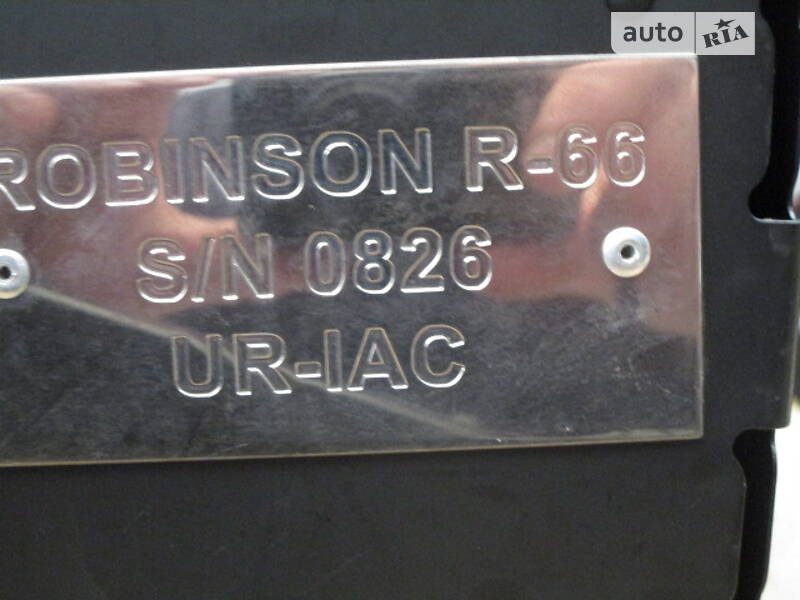 auto RIA
ROBINSON R-66
S/N 0826
UR-IAC